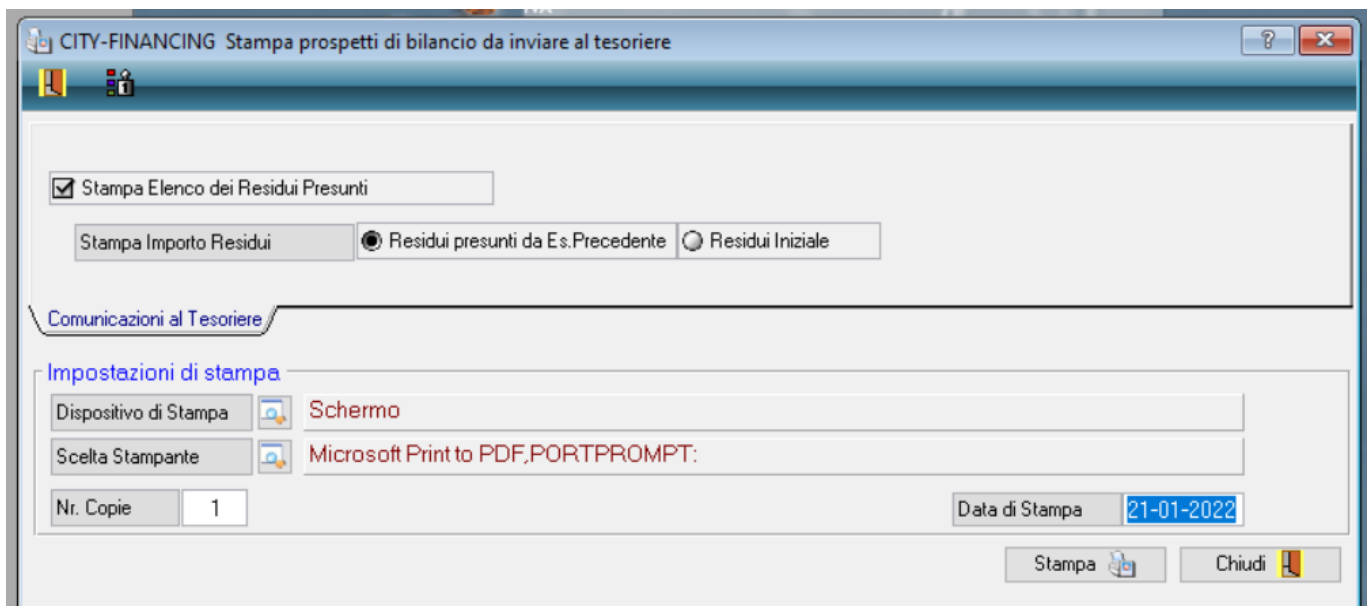 CITY-FINANCING Stampa prospetti di bilancio da inviare al tesoriere
Stampa Elenco dei Residui Presunti
Stampa Importo Residui Residui presunti da Es.Precedente Residui Iniziale
Comunicazioni al Tesoriere
Impostazioni di stampa
Dispositivo di Stampa Schermo
Scelta Stampante Microsoft Print to PDF,PORTPROMPT:
Nr. Copie 1 Data di Stampa 21-01-2022
Stampa Chiudi